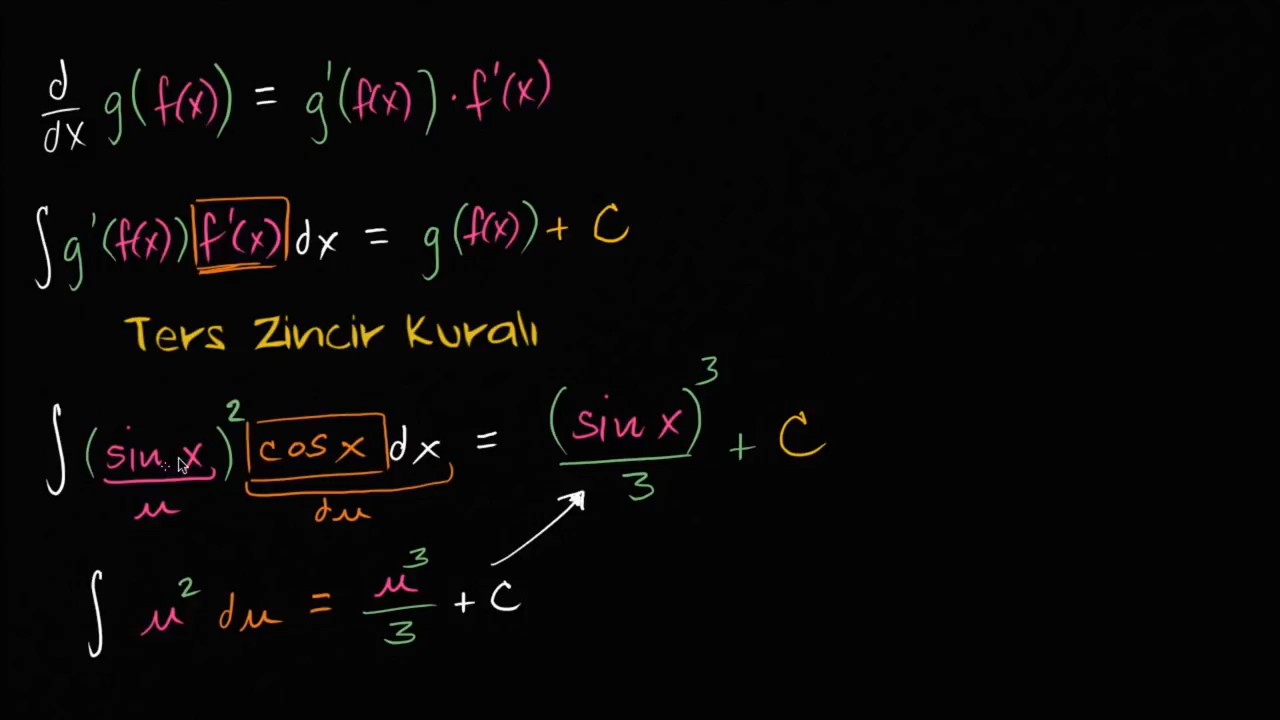 d/dx g(f(x)) = g'(f(x)) · f'(x)
∫ g'(f(x)) f'(x) dx = g(f(x)) + C
Ters Zincir Kuralı
∫ (sin x)² cos x dx = (sin x)³/3 + C
u du
∫ u² du = u³/3 + C